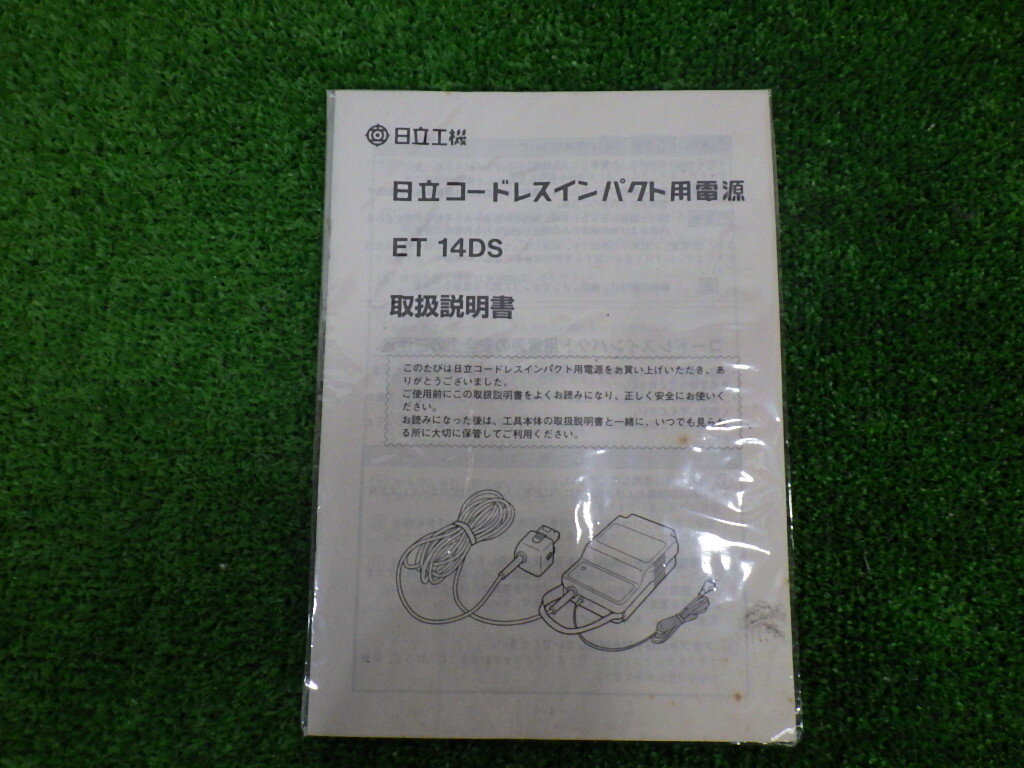 日立工機
日立コードレスインパクト用電源
ET 14DS
取扱説明書
このたびは日立コードレスインパクト用電源をお買い上げいただき、あ
りがとうございました。
ご使用前にこの取扱説明書をよくお読みになり、正しく安全にお使いく
ださい。
お読みになった後は、工具本体の取扱説明書と一緒に、いつでも見られ
る所に大切に保管してご利用ください。